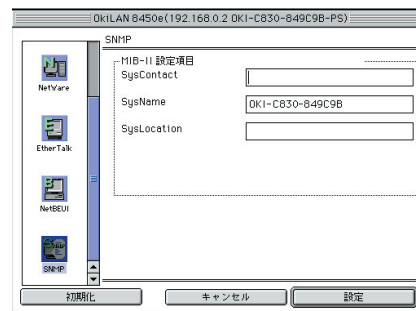 OkiLAN 8450e(192.168.0.2 OKI-C830-849C9B-PS)
SNMP
MIB-II 設定項目
SysContact
SysName OKI-C830-849C9B
SysLocation
NetWare
EtherTalk
NetBEUI
SNMP
初期化 キャンセル 設定